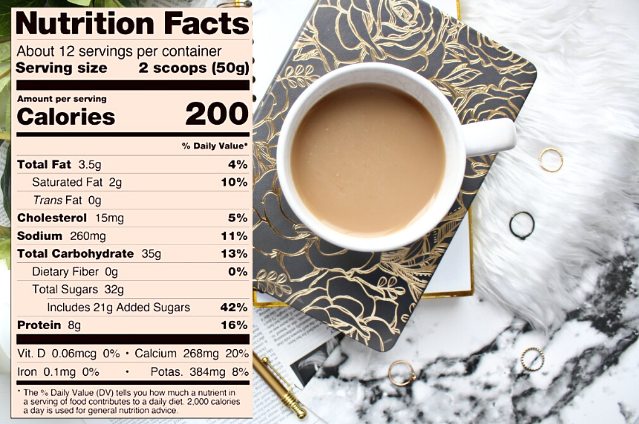 Nutrition Facts
About 12 servings per container
Serving size 2 scoops (50g)
Amount per serving
Calories 200
% Daily Value*
Total Fat 3.5g 4%
Saturated Fat 2g 10%
Trans Fat 0g
Cholesterol 15mg 5%
Sodium 260mg 11%
Total Carbohydrate 35g 13%
Dietary Fiber 0g 0%
Total Sugars 32g
Includes 21g Added Sugars 42%
Protein 8g 16%
Vit. D 0.06mcg 0% • Calcium 268mg 20%
Iron 0.1mg 0% • Potas. 384mg 8%
* The % Daily Value (DV) tells you how much a nutrient in
a serving of food contributes to a daily diet. 2,000 calories
a day is used for general nutrition advice.